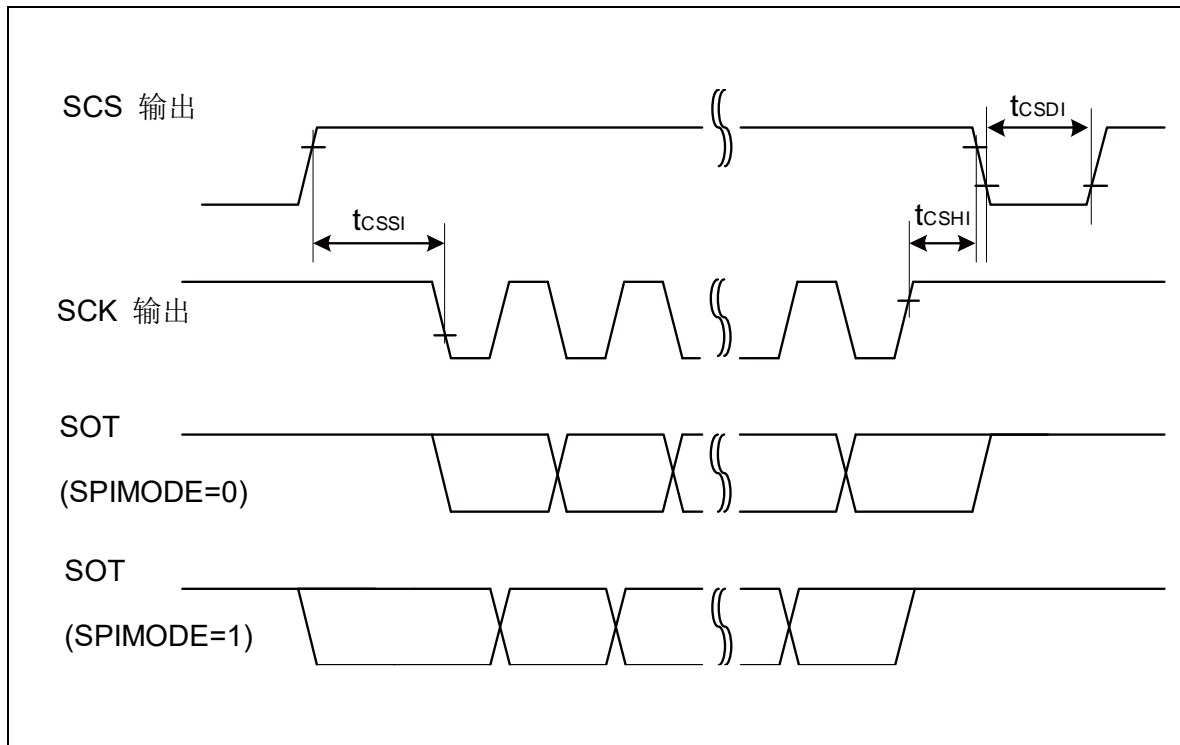 SCS 输出
tCSDI
tCSSI
tCSHI
SCK 输出
SOT
(SPIMODE=0)
SOT
(SPIMODE=1)